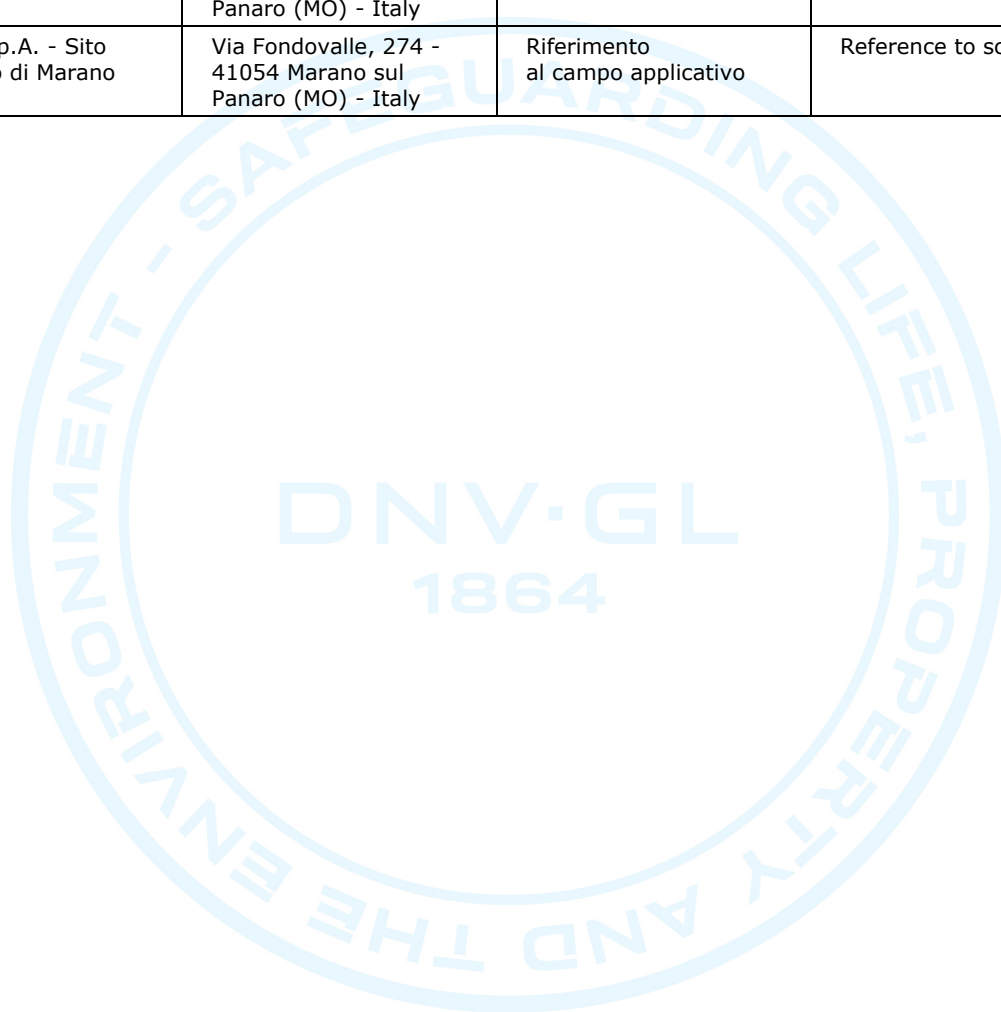 Panaro (MO) - Italy
p.A. - Sito
di Marano
Via Fondovalle, 274 -
41054 Marano sul
Panaro (MO) - Italy
Riferimento
al campo applicativo
Reference to
SAFEGUARDING LIFE, PROPERTY AND THE ENVIRONMENT -
DNV·GL
1864